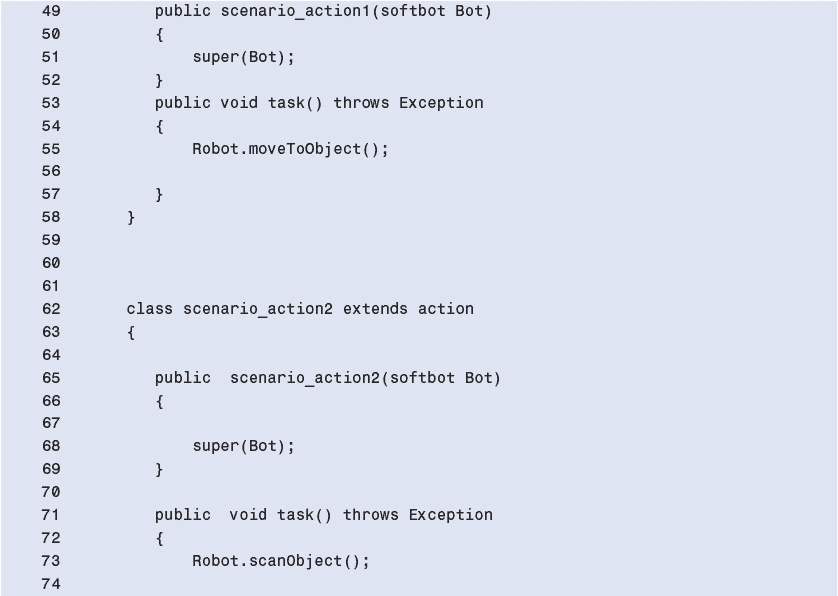 49 public scenario_action1(softbot Bot)
50 {
51 super(Bot);
52 }
53 public void task() throws Exception
54 {
55 Robot.moveToObject();
56
57 }
58 }
59
60
61
62 class scenario_action2 extends action
63 {
64
65 public  scenario_action2(softbot Bot)
66 {
67
68 super(Bot);
69 }
70
71 public  void task() throws Exception
72 {
73 Robot.scanObject();
74